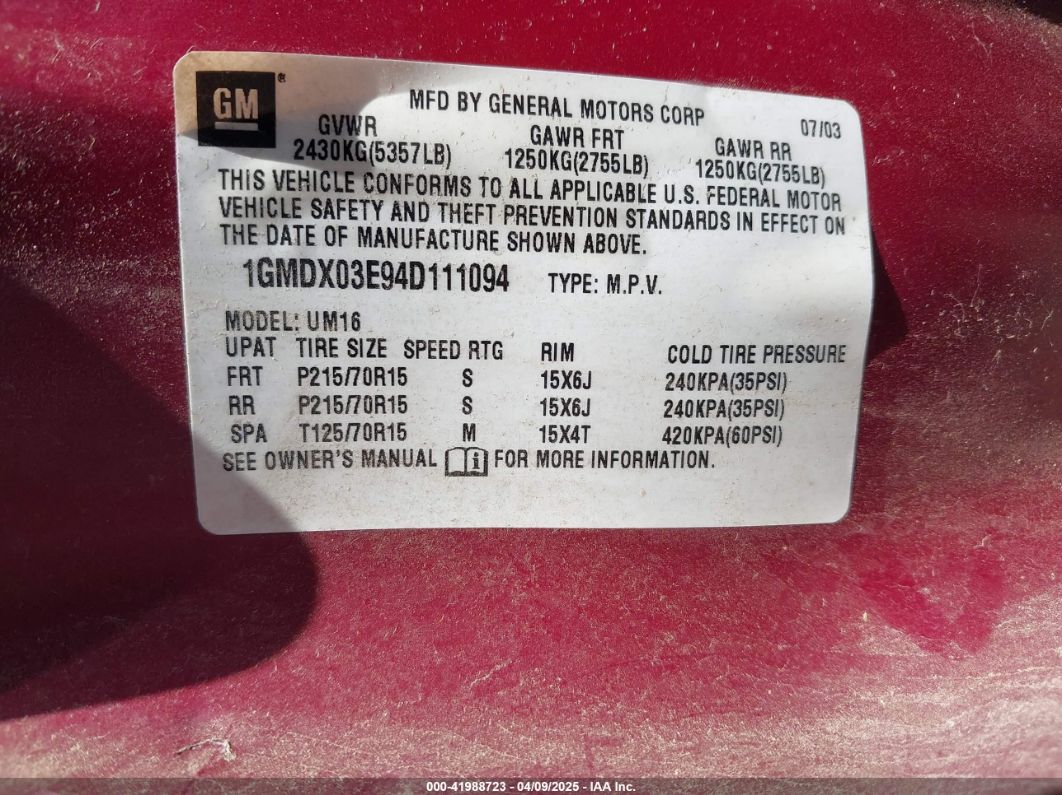 GM®
MFD BY GENERAL MOTORS CORP 07/03
GVWR GAWR FRT GAWR RR
2430KG(5357LB) 1250KG(2755LB) 1250KG(2755LB)
THIS VEHICLE CONFORMS TO ALL APPLICABLE U.S. FEDERAL MOTOR
VEHICLE SAFETY AND THEFT PREVENTION STANDARDS IN EFFECT ON
THE DATE OF MANUFACTURE SHOWN ABOVE.
1GMDX03E94D111094 TYPE: M.P.V.
MODEL: UM16
UPAT TIRE SIZE SPEED RTG RIM COLD TIRE PRESSURE
FRT P215/70R15 S 15X6J 240KPA(35PSI)
RR P215/70R15 S 15X6J 240KPA(35PSI)
SPA T125/70R15 M 15X4T 420KPA(60PSI)
SEE OWNER'S MANUAL i FOR MORE INFORMATION.
000-41988723 - 04/09/2025 - IAA Inc.